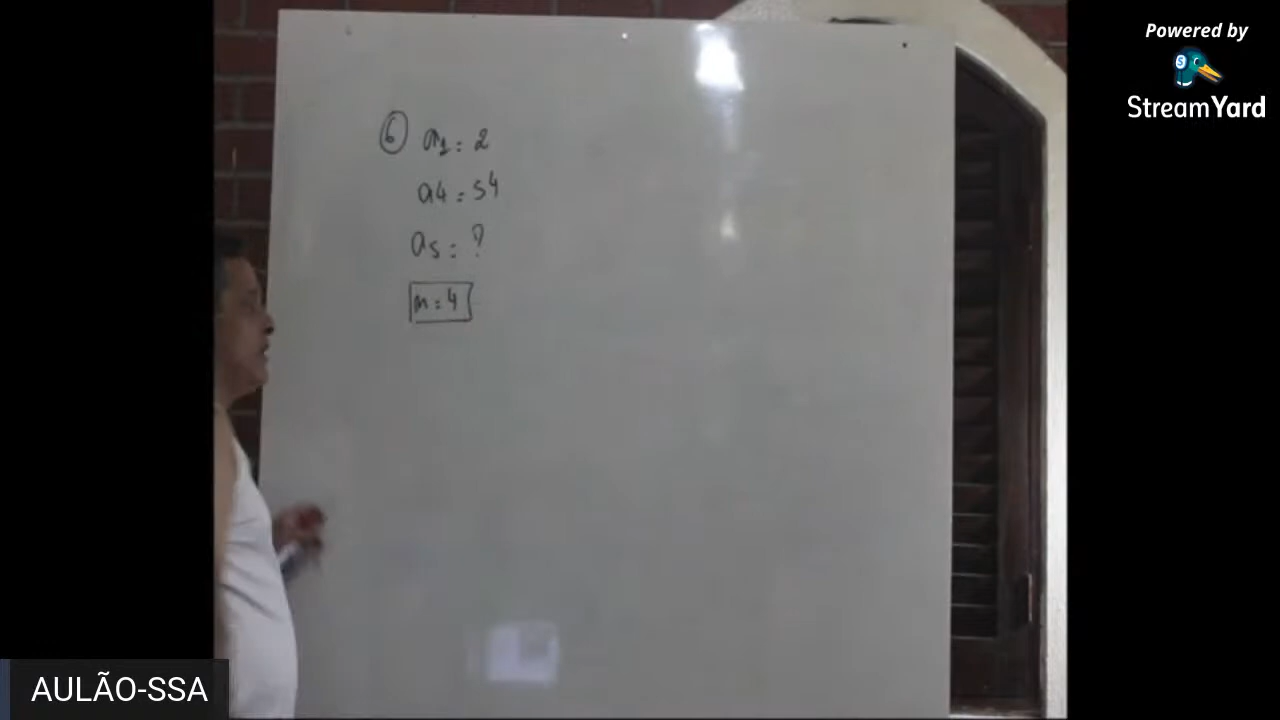 Powered by
StreamYard
6 a1 = 2
a4 = 54
a5 = ?
n = 4
AULÃO-SSA